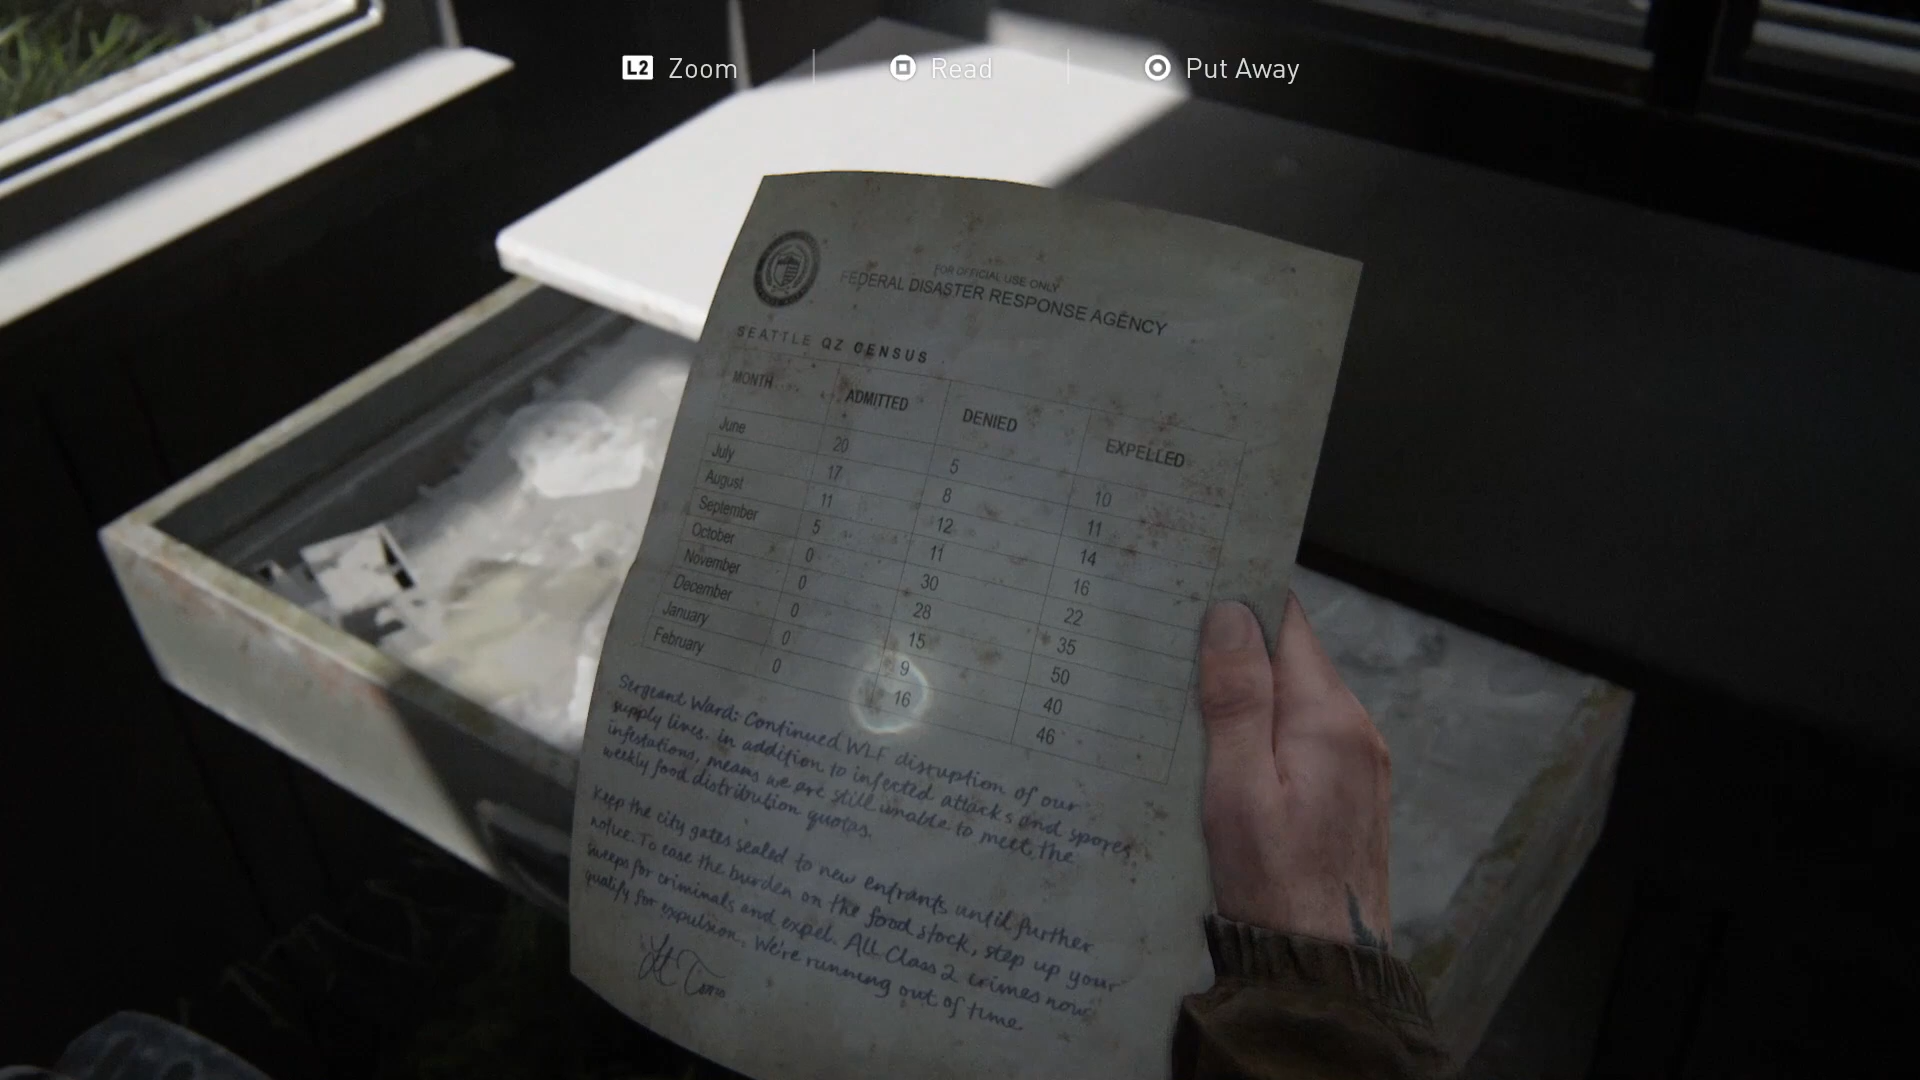 L2 Zoom Read Put Away
FOR OFFICIAL USE ONLY
FEDERAL DISASTER RESPONSE AGENCY
SEATTLE QZ CENSUS
MONTH ADMITTED DENIED EXPELLED
June 20 5 10
July 17 8 11
August 11 12 14
September 5 11 16
October 0 30 22
November 0 28 35
December 0 15 50
January 0 9 40
February 0 16 46
Sergeant Ward: Continued WLF disruption of our
supply lines, in addition to infected attacks and spores
infestations, means we are still unable to meet the
weekly food distribution quotas.
Keep the city gates sealed to new entrants until further
notice. To ease the burden on the food stock, step up your
sweeps for criminals and expel. All Class 2 crimes now
qualify for expulsion. We're running out of time.
Lt